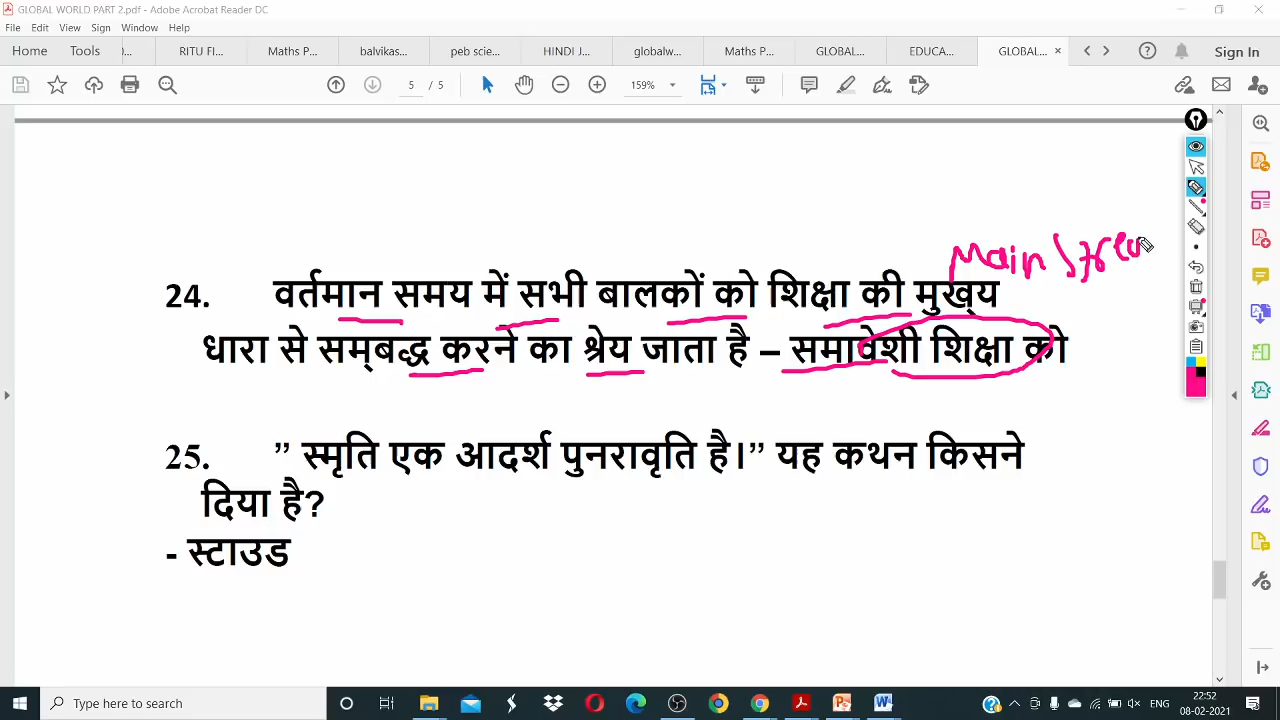 GLOBAL WORLD PART 2.pdf - Adobe Acrobat Reader DC
File Edit View Sign Window Help
Home Tools )... RITU FI... Maths P... balvikas... peb scie... HINDI J... globalw... Maths P... GLOBAL... EDUCA... GLOBAL... × Sign In
5 / 5 159%
Main Strea
24. वर्तमान समय में सभी बालकों को शिक्षा की मुख्य
धारा से सम्बद्ध करने का श्रेय जाता है – समावेशी शिक्षा को
25. ” स्मृति एक आदर्श पुनरावृति है।” यह कथन किसने
दिया है?
- स्टाउड
Type here to search
ENG
22:52
08-02-2021